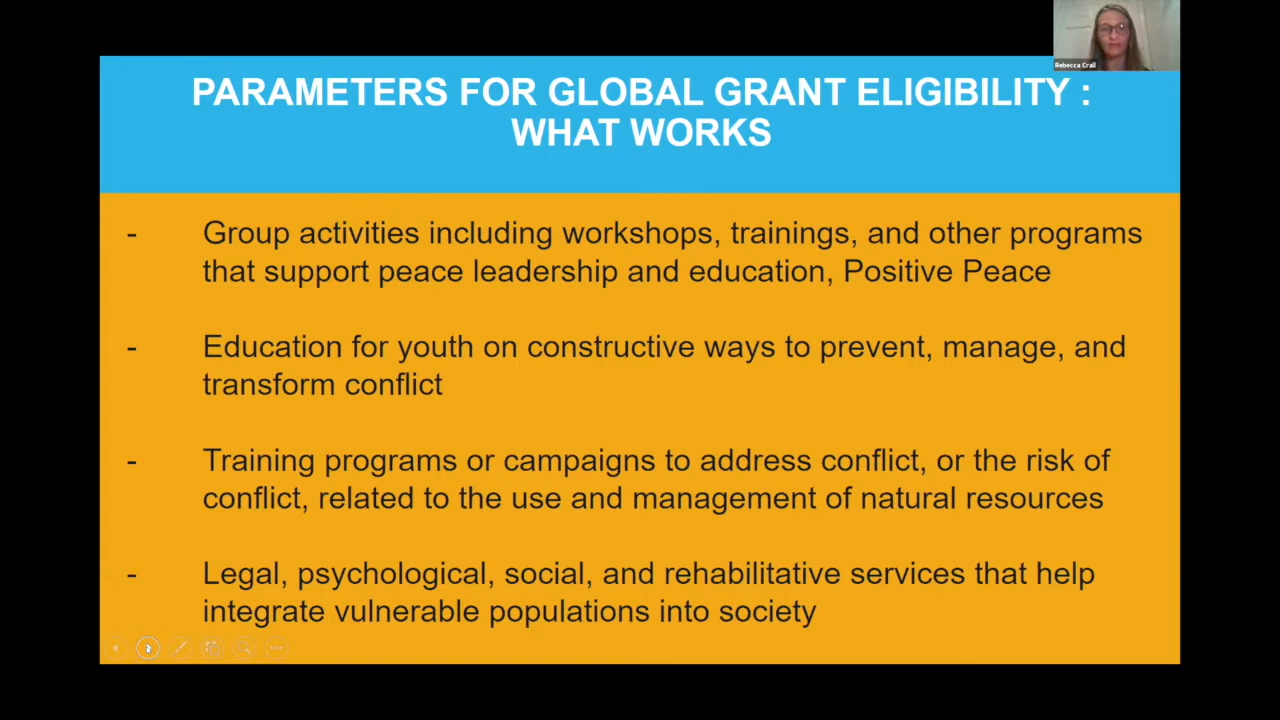 Rebecca Crall
PARAMETERS FOR GLOBAL GRANT ELIGIBILITY :
WHAT WORKS
- Group activities including workshops, trainings, and other programs
that support peace leadership and education, Positive Peace
- Education for youth on constructive ways to prevent, manage, and
transform conflict
- Training programs or campaigns to address conflict, or the risk of
conflict, related to the use and management of natural resources
- Legal, psychological, social, and rehabilitative services that help
integrate vulnerable populations into society